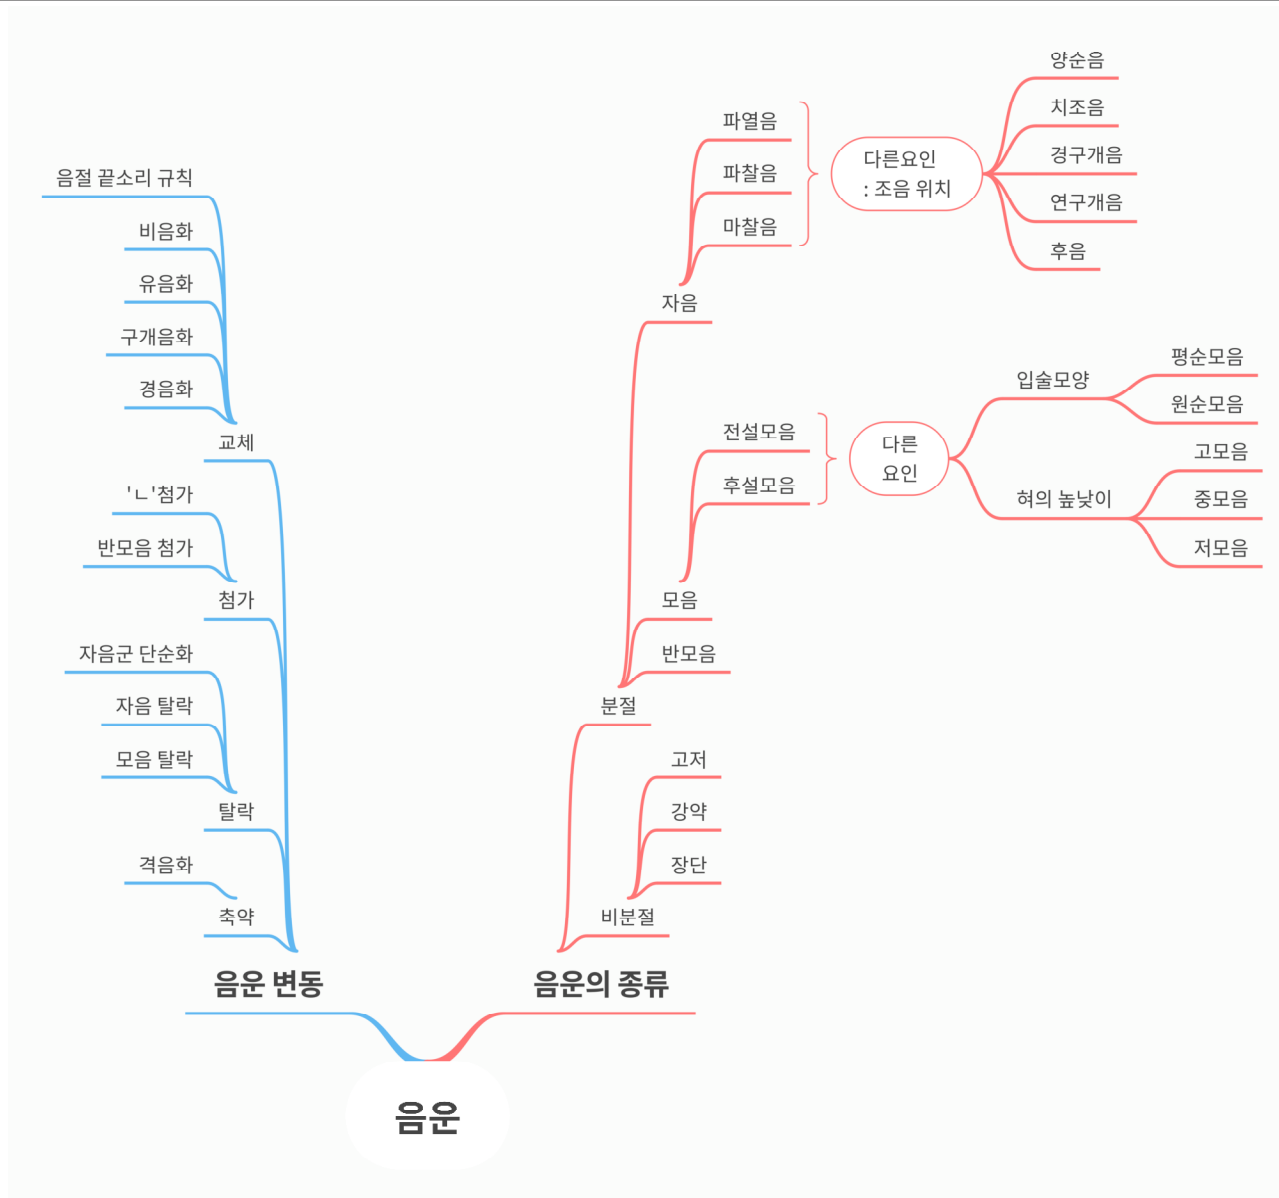 음절 끝소리 규칙
비음화
유음화
구개음화
경음화
교체
'ㄴ'첨가
반모음 첨가
첨가
자음군 단순화
자음 탈락
모음 탈락
탈락
격음화
축약
음운 변동
파열음
파찰음
마찰음
다른요인
: 조음 위치
양순음
치조음
경구개음
연구개음
후음
자음
전설모음
후설모음
다른
요인
입술모양
평순모음
원순모음
혀의 높낮이
고모음
중모음
저모음
모음
반모음
분절
고저
강약
장단
비분절
음운의 종류
음운